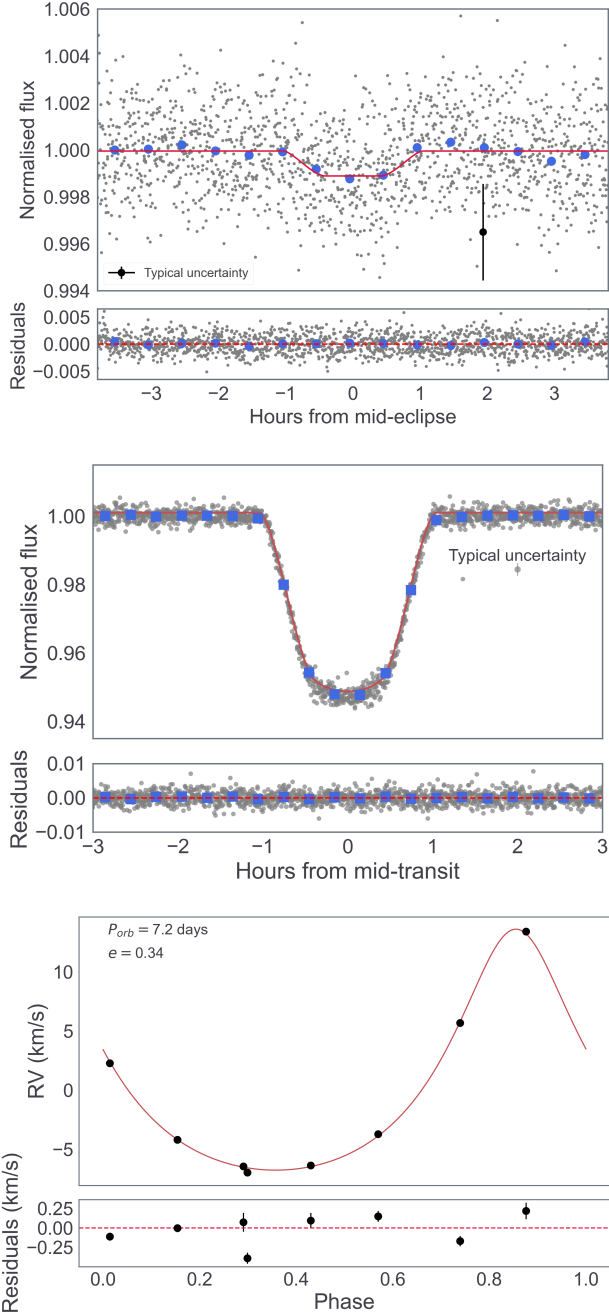 1.006
1.004
1.002
1.000
0.998
0.996
0.994
Normalised flux
Typical uncertainty
0.005
0.000
−0.005
Residuals
−3 −2 −1 0 1 2 3
Hours from mid-eclipse
1.00
0.98
0.96
0.94
Normalised flux
Typical uncertainty
0.01
0.00
−0.01
Residuals
−3 −2 −1 0 1 2 3
Hours from mid-transit
P_orb = 7.2 days
e = 0.34
10
5
0
−5
RV (km/s)
0.25
0.00
−0.25
Residuals (km/s)
0.0 0.2 0.4 0.6 0.8 1.0
Phase